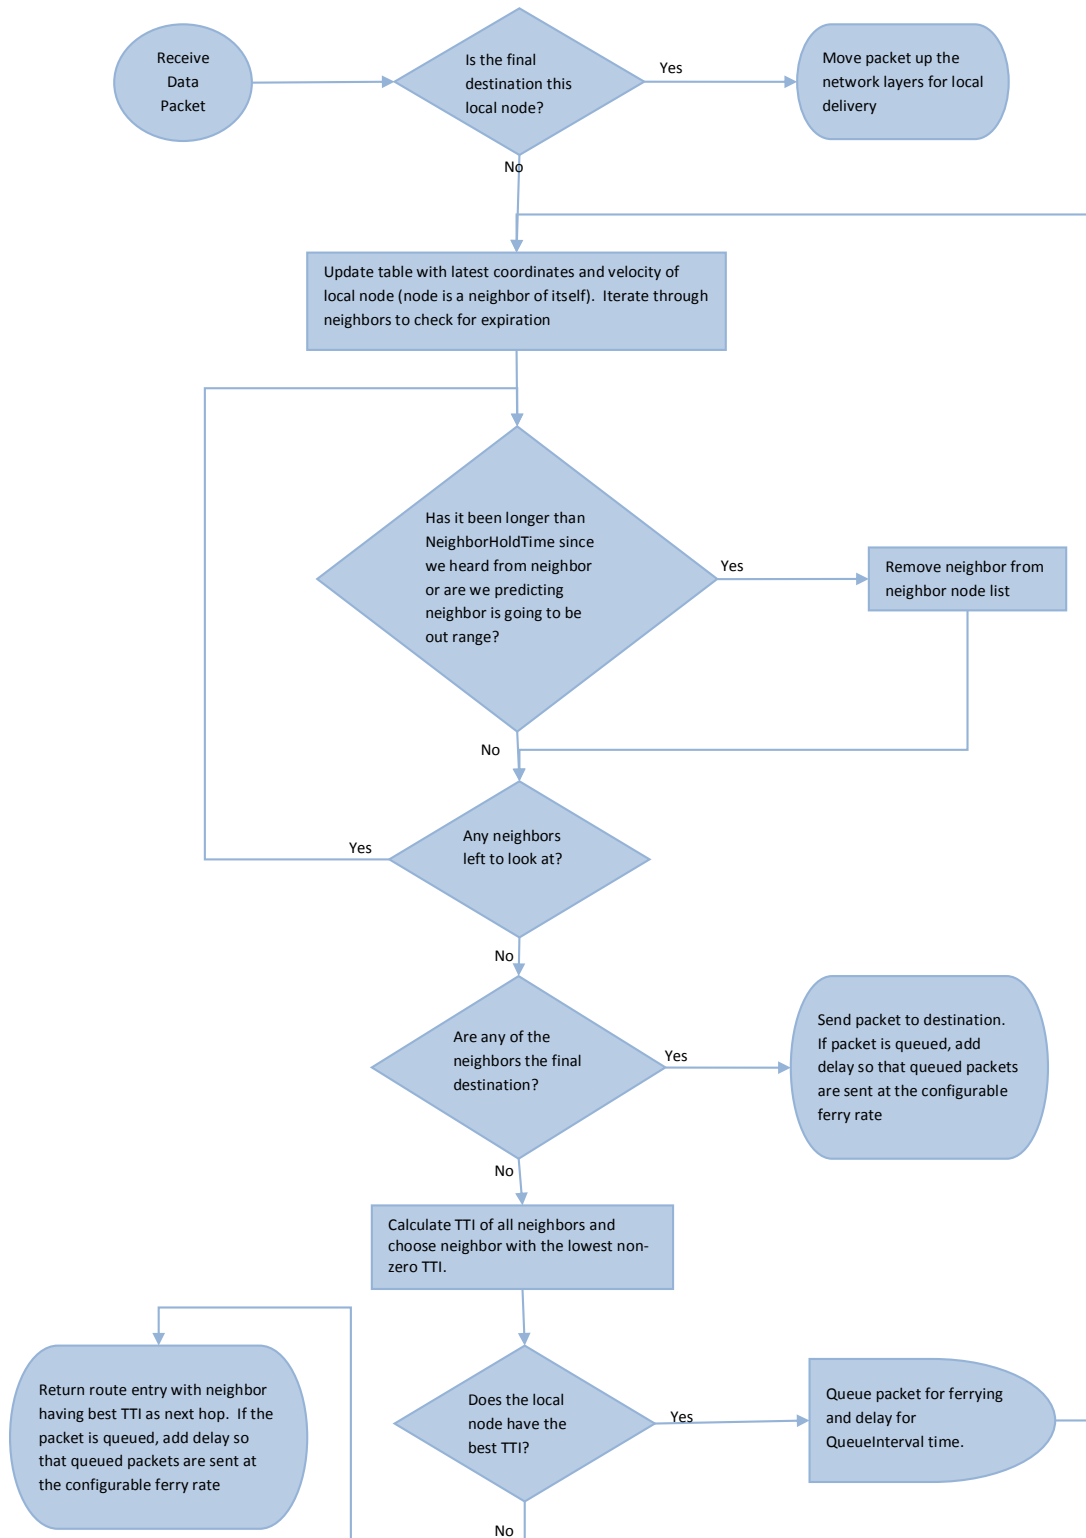 Receive
Data
Packet
Is the final
destination this
local node?
Yes
Move packet up the
network layers for local
delivery
No
Update table with latest coordinates and velocity of
local node (node is a neighbor of itself).  Iterate through
neighbors to check for expiration
Has it been longer than
NeighborHoldTime since
we heard from neighbor
or are we predicting
neighbor is going to be
out range?
Yes
Remove neighbor from
neighbor node list
No
Any neighbors
left to look at?
Yes
No
Are any of the
neighbors the final
destination?
Yes
Send packet to destination.
If packet is queued, add
delay so that queued packets
are sent at the configurable
ferry rate
No
Calculate TTI of all neighbors and
choose neighbor with the lowest non-
zero TTI.
Return route entry with neighbor
having best TTI as next hop.  If the
packet is queued, add delay so
that queued packets are sent at
the configurable ferry rate
Does the local
node have the
best TTI?
Yes
Queue packet for ferrying
and delay for
QueueInterval time.
No